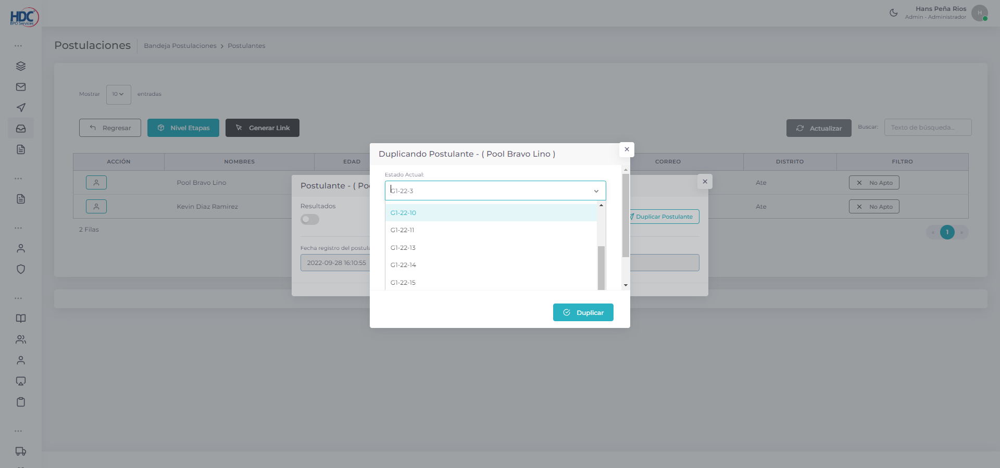 HDC
BPO Services
Hans Peña Rios
Admin - Administrador
H
Postulaciones
Bandeja Postulaciones
Postulantes
Mostrar
10
entradas
Regresar
Nivel Etapas
Generar Link
Actualizar
Buscar:
Texto de búsqueda...
ACCIÓN
NOMBRES
EDAD
CORREO
DISTRITO
FILTRO
Pool Bravo Lino
Ate
No Apto
Kevin Diaz Ramirez
Ate
No Apto
2 Filas
«
1
»
Postulante - ( Poo
Resultados
Duplicar Postulante
Fecha registro del postula
2022-09-28 16:10:55
Duplicando Postulante - ( Pool Bravo Lino )
Estado Actual:
G1-22-3
G1-22-10
G1-22-11
G1-22-13
G1-22-14
G1-22-15
Duplicar